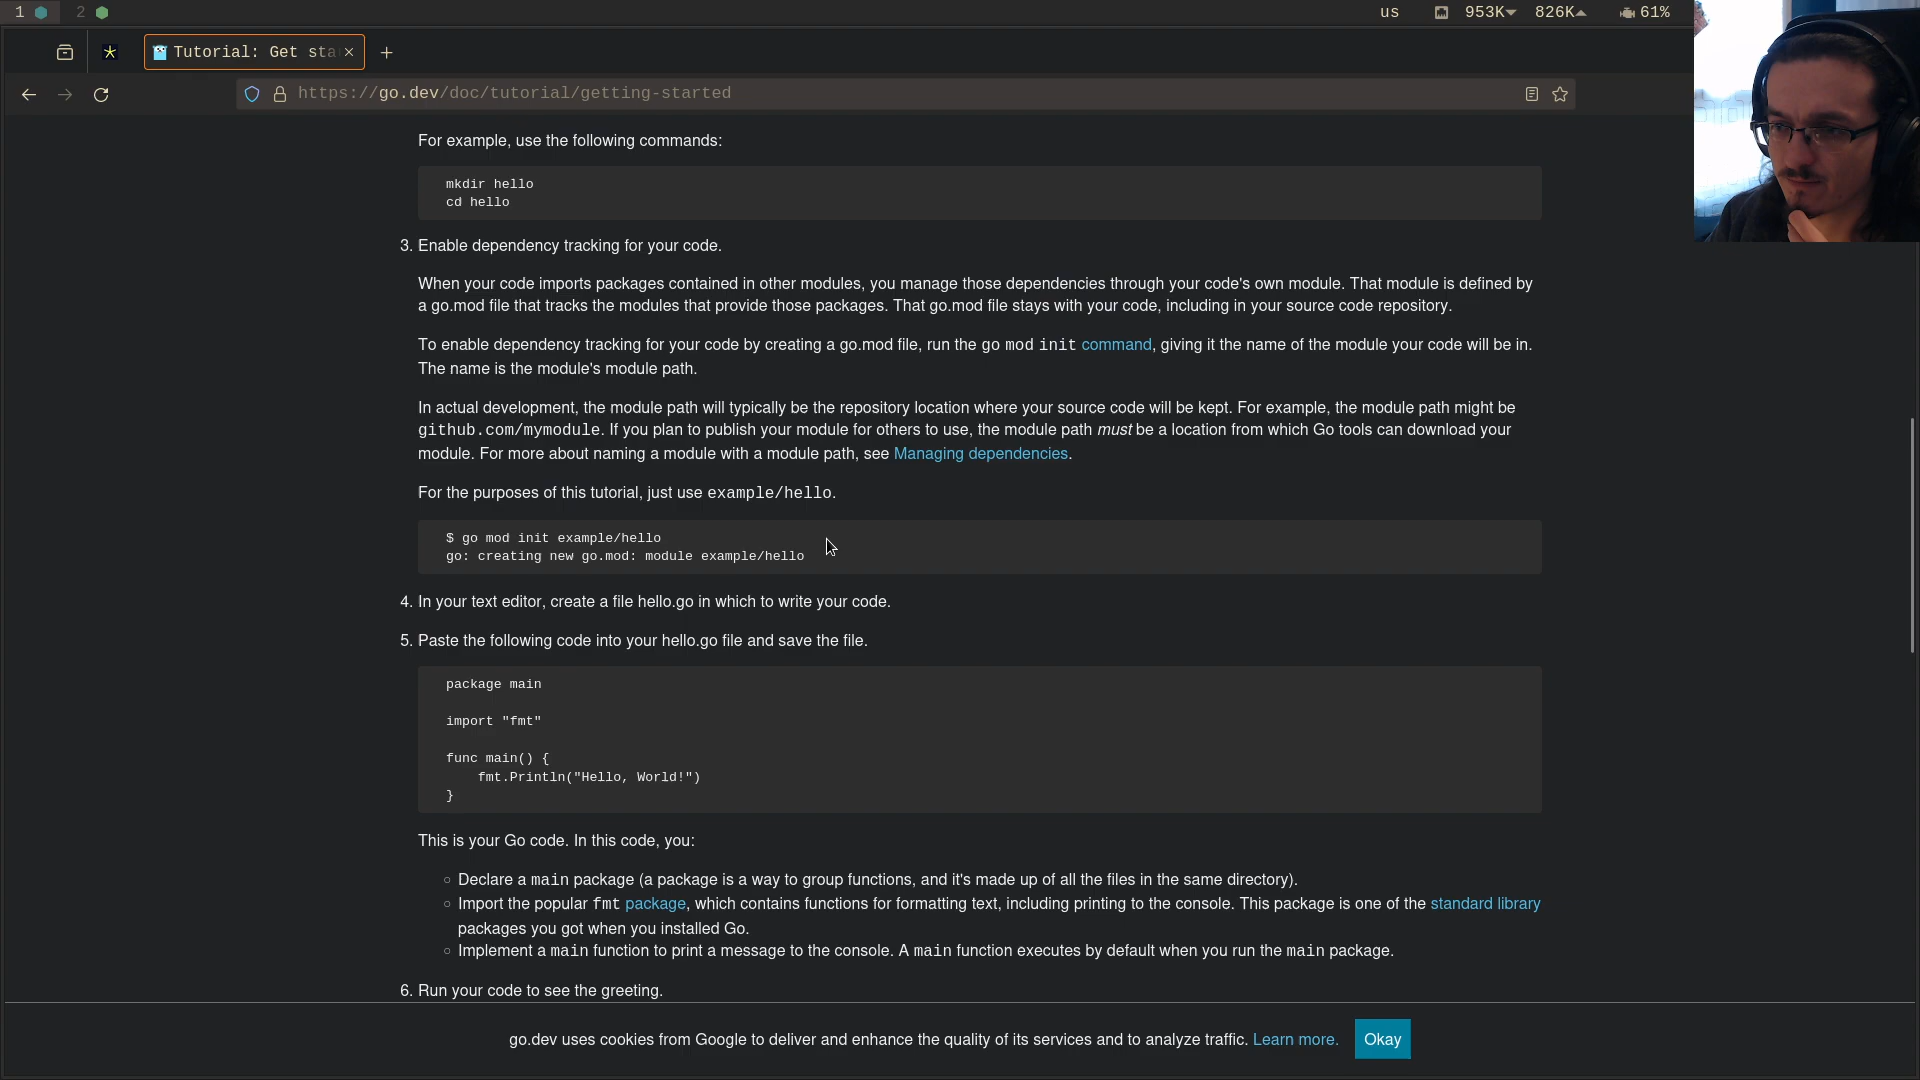 1 2 us 953K 826K 61%
Tutorial: Get sta
https://go.dev/doc/tutorial/getting-started
For example, use the following commands:
mkdir hello
cd hello
3. Enable dependency tracking for your code.
When your code imports packages contained in other modules, you manage those dependencies through your code's own module. That module is defined by
a go.mod file that tracks the modules that provide those packages. That go.mod file stays with your code, including in your source code repository.
To enable dependency tracking for your code by creating a go.mod file, run the go mod init command, giving it the name of the module your code will be in.
The name is the module's module path.
In actual development, the module path will typically be the repository location where your source code will be kept. For example, the module path might be
github.com/mymodule. If you plan to publish your module for others to use, the module path must be a location from which Go tools can download your
module. For more about naming a module with a module path, see Managing dependencies.
For the purposes of this tutorial, just use example/hello.
$ go mod init example/hello
go: creating new go.mod: module example/hello
4. In your text editor, create a file hello.go in which to write your code.
5. Paste the following code into your hello.go file and save the file.
package main
import "fmt"
func main() {
fmt.Println("Hello, World!")
}
This is your Go code. In this code, you:
◦ Declare a main package (a package is a way to group functions, and it's made up of all the files in the same directory).
◦ Import the popular fmt package, which contains functions for formatting text, including printing to the console. This package is one of the standard library
packages you got when you installed Go.
◦ Implement a main function to print a message to the console. A main function executes by default when you run the main package.
6. Run your code to see the greeting.
go.dev uses cookies from Google to deliver and enhance the quality of its services and to analyze traffic. Learn more. Okay